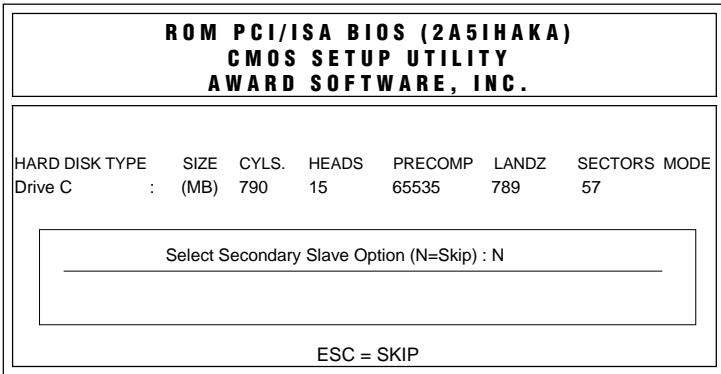 ROM PCI/ISA BIOS (2A5IHAKA)
CMOS SETUP UTILITY
AWARD SOFTWARE, INC.
HARD DISK TYPE SIZE CYLS. HEADS PRECOMP LANDZ SECTORS MODE
Drive C : (MB) 790 15 65535 789 57
Select Secondary Slave Option (N=Skip) : N
ESC = SKIP